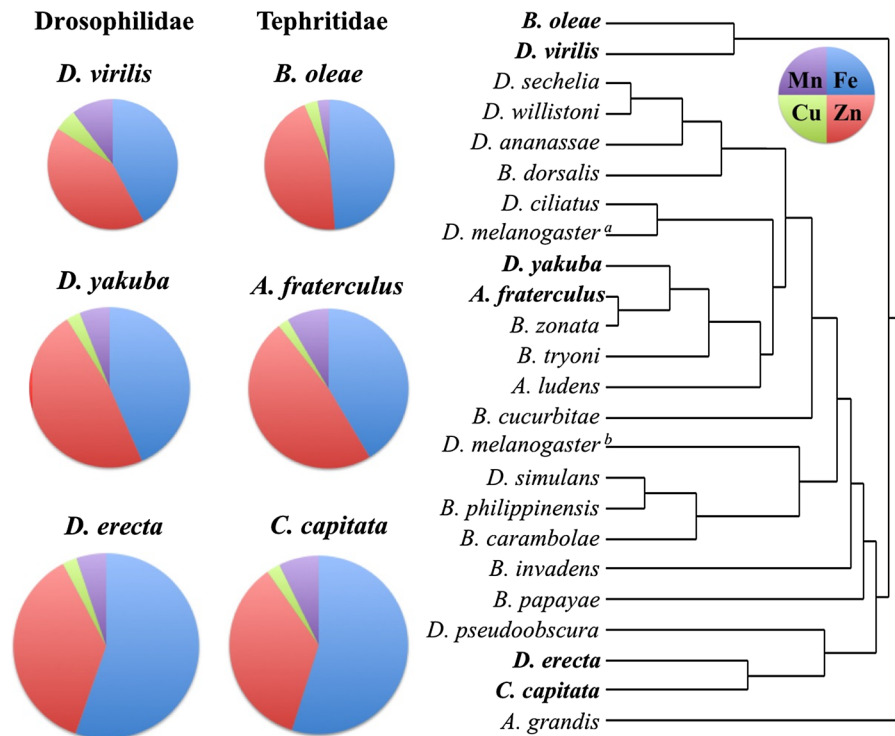 Drosophilidae
Tephritidae
D. virilis
B. oleae
D. yakuba
A. fraterculus
D. erecta
C. capitata
B. oleae
D. virilis
D. sechelia
D. willistoni
D. ananassae
B. dorsalis
D. ciliatus
D. melanogaster a
D. yakuba
A. fraterculus
B. zonata
B. tryoni
A. ludens
B. cucurbitae
D. melanogaster b
D. simulans
B. philippinensis
B. carambolae
B. invadens
B. papayae
D. pseudoobscura
D. erecta
C. capitata
A. grandis
Mn Fe
Cu Zn